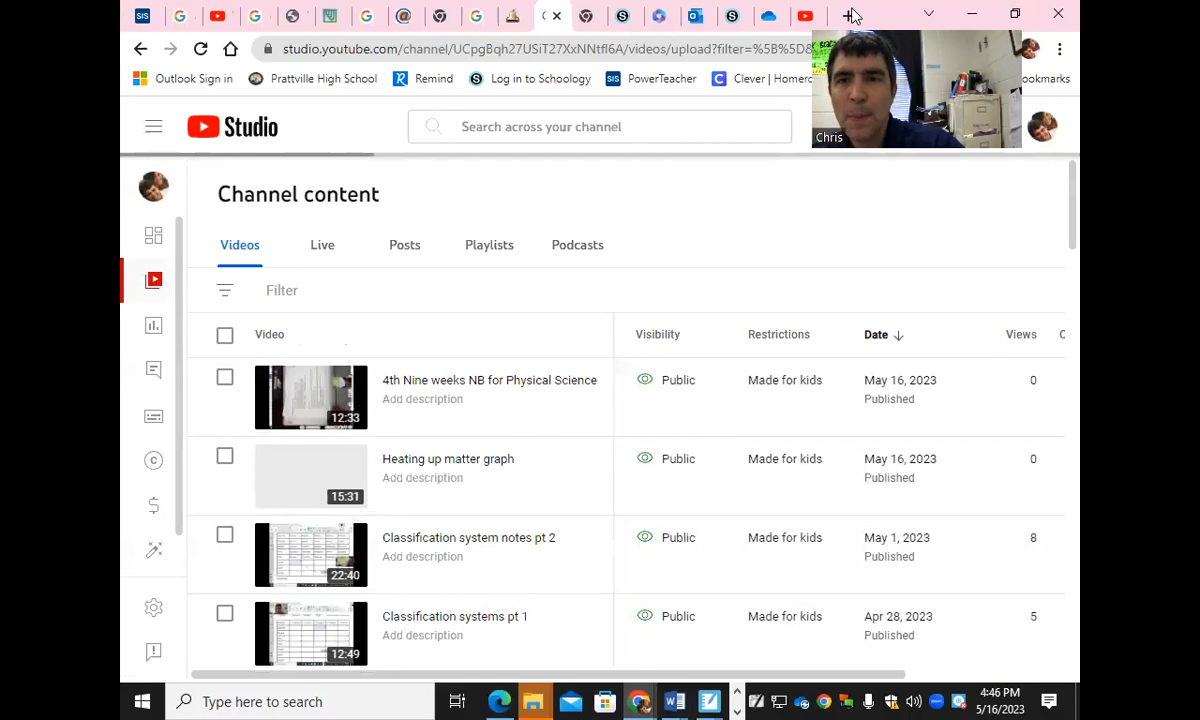 studio.youtube.com/channel/UCpgBqh27USiT27XxNNtfl6A/videos/upload?filter=%5B%5D8
Outlook Sign in
Prattville High School
Remind
Log in to Schoology
PowerTeacher
Clever | Homer
okmarks
Studio
Search across your channel
Chris
Channel content
Videos
Live
Posts
Playlists
Podcasts
Filter
Video
Visibility
Restrictions
Date
Views
C
4th Nine weeks NB for Physical Science
Add description
12:33
Public
Made for kids
May 16, 2023
Published
0
Heating up matter graph
Add description
15:31
Public
Made for kids
May 16, 2023
Published
0
Classification system notes pt 2
Add description
22:40
Public
Made for kids
May 1, 2023
Published
8
Classification systems pt 1
Add description
12:49
Public
Made for kids
Apr 28, 2023
Published
5
Type here to search
4:46 PM
5/16/2023